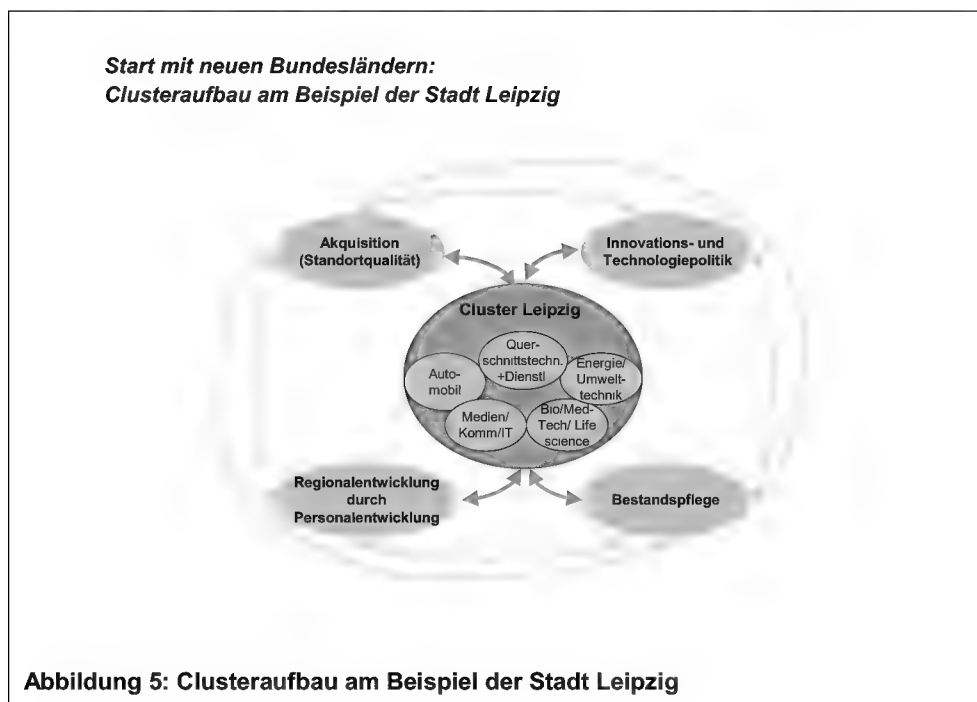 Start mit neuen Bundesländern:
Clusteraufbau am Beispiel der Stadt Leipzig
Akquisition
(Standortqualität)
Innovations- und
Technologiepolitik
Cluster Leipzig
Quer-
schnittstechn.
+Dienstl
Auto-
mobil
Energie/
Umwelt-
technik
Medien/
Komm/IT
Bio/Med-
Tech/ Life
science
Regionalentwicklung
durch
Personalentwicklung
Bestandspflege
Abbildung 5: Clusteraufbau am Beispiel der Stadt Leipzig